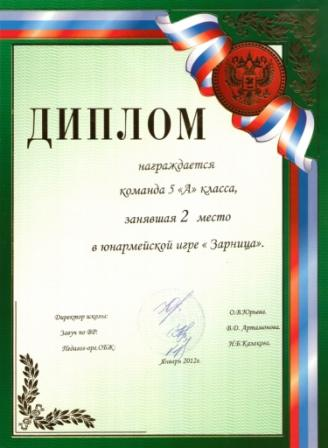 ДИПЛОМ
награждается
команда 5 «А» класса,
занявшая 2 место
в юнармейской игре « Зарница».
Директор школы: О.В.Юрьева.
Завуч по ВР: В.О. Артамонова.
Педагог-орг.ОБЖ: Н.Б.Казакова.
Январь 2012г.